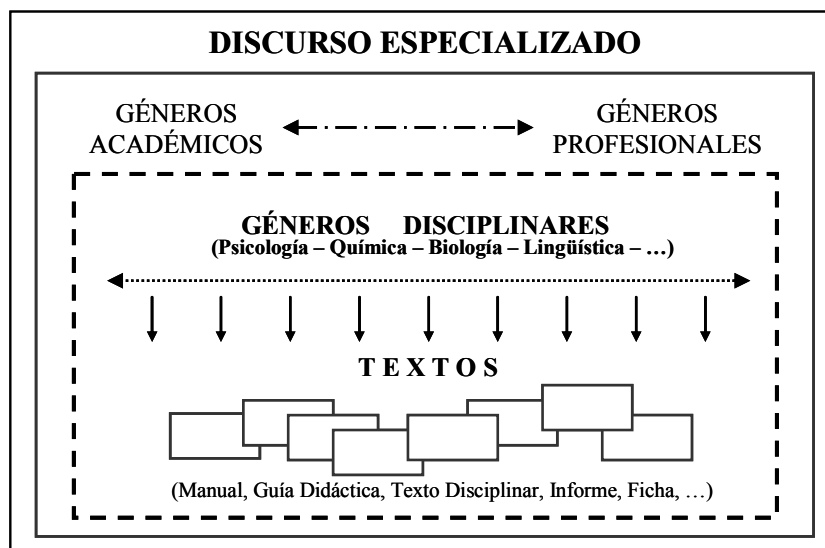 DISCURSO ESPECIALIZADO
GÉNEROS ACADÉMICOS
GÉNEROS PROFESIONALES
GÉNEROS DISCIPLINARES
(Psicología – Química – Biología – Lingüística – …)
T E X T O S
(Manual, Guía Didáctica, Texto Disciplinar, Informe, Ficha, …)